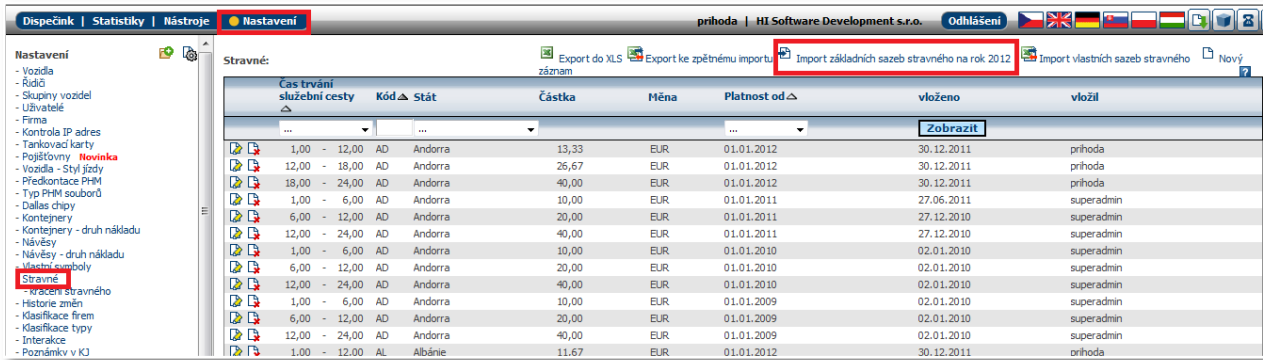 Dispečink | Statistiky | Nástroje Nastavení prihoda | HI Software Development s.r.o. Odhlášení
Nastavení
- Vozidla
- Řidiči
- Skupiny vozidel
- Uživatelé
- Firma
- Kontrola IP adres
- Tankovací karty
- Pojišťovny Novinka
- Vozidla - Styl jízdy
- Předkontace PHM
- Typ PHM souborů
- Dallas chipy
- Kontejnery
- Kontejnery - druh nákladu
- Návěsy
- Návěsy - druh nákladu
- Vlastní symboly
- Stravné
- Krácení stravného
- Historie změn
- Klasifikace firem
- Klasifikace typy
- Interakce
- Poznámky v KJ
Stravné: Export do XLS Export ke zpětnému importu Import základních sazeb stravného na rok 2012 Import vlastních sazeb stravného Nový
záznam ?
Čas trvání
služební cesty Kód Stát Částka Měna Platnost od vloženo vložil
... ... ... Zobrazit
1,00 - 12,00 AD Andorra 13,33 EUR 01.01.2012 30.12.2011 prihoda
12,00 - 18,00 AD Andorra 26,67 EUR 01.01.2012 30.12.2011 prihoda
18,00 - 24,00 AD Andorra 40,00 EUR 01.01.2012 30.12.2011 prihoda
1,00 - 6,00 AD Andorra 10,00 EUR 01.01.2011 27.06.2011 superadmin
6,00 - 12,00 AD Andorra 20,00 EUR 01.01.2011 27.12.2010 superadmin
12,00 - 24,00 AD Andorra 40,00 EUR 01.01.2011 27.12.2010 superadmin
1,00 - 6,00 AD Andorra 10,00 EUR 01.01.2010 02.01.2010 superadmin
6,00 - 12,00 AD Andorra 20,00 EUR 01.01.2010 02.01.2010 superadmin
12,00 - 24,00 AD Andorra 40,00 EUR 01.01.2010 02.01.2010 superadmin
1,00 - 6,00 AD Andorra 10,00 EUR 01.01.2009 02.01.2010 superadmin
6,00 - 12,00 AD Andorra 20,00 EUR 01.01.2009 02.01.2010 superadmin
12,00 - 24,00 AD Andorra 40,00 EUR 01.01.2009 02.01.2010 superadmin
1,00 - 12,00 AL Albánie 11,67 EUR 01.01.2012 30.12.2011 prihoda